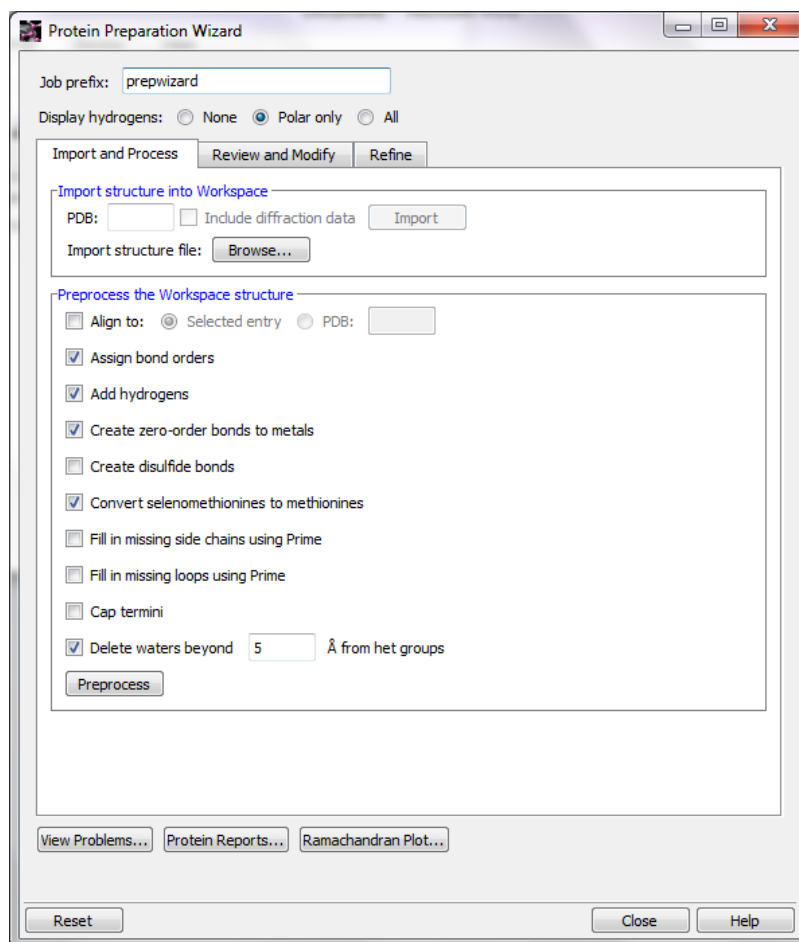 Protein Preparation Wizard
Job prefix: prepwizard
Display hydrogens: None Polar only All
Import and Process Review and Modify Refine
Import structure into Workspace
PDB: Include diffraction data Import
Import structure file: Browse...
Preprocess the Workspace structure
Align to: Selected entry PDB:
Assign bond orders
Add hydrogens
Create zero-order bonds to metals
Create disulfide bonds
Convert selenomethionines to methionines
Fill in missing side chains using Prime
Fill in missing loops using Prime
Cap termini
Delete waters beyond 5 Å from het groups
Preprocess
View Problems... Protein Reports... Ramachandran Plot...
Reset Close Help